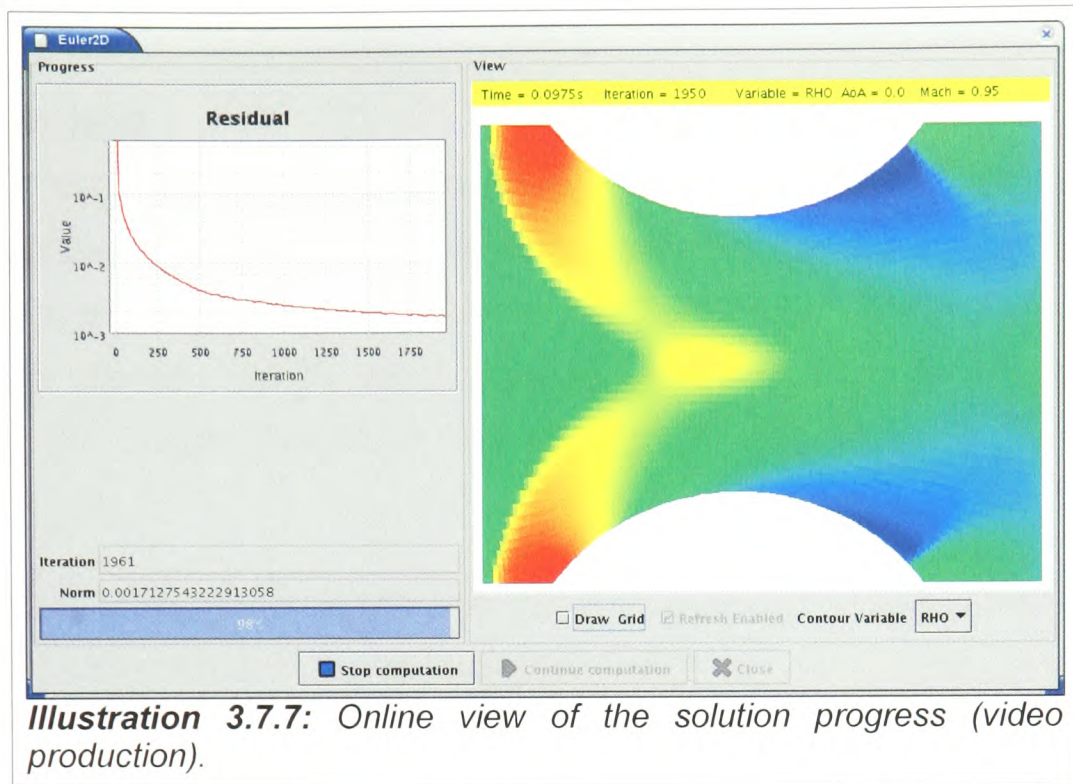 Euler2D
Progress
Residual
10^-1
10^-2
10^-3
Value
0 250 500 750 1000 1250 1500 1750
Iteration
Iteration 1961
Norm 0.0017127543222913058
98%
View
Time = 0.0975s Iteration = 1950 Variable = RHO AoA = 0.0 Mach = 0.95
Draw Grid Refresh Enabled Contour Variable RHO
Stop computation Continue computation Close
Illustration 3.7.7: Online view of the solution progress (video
production).